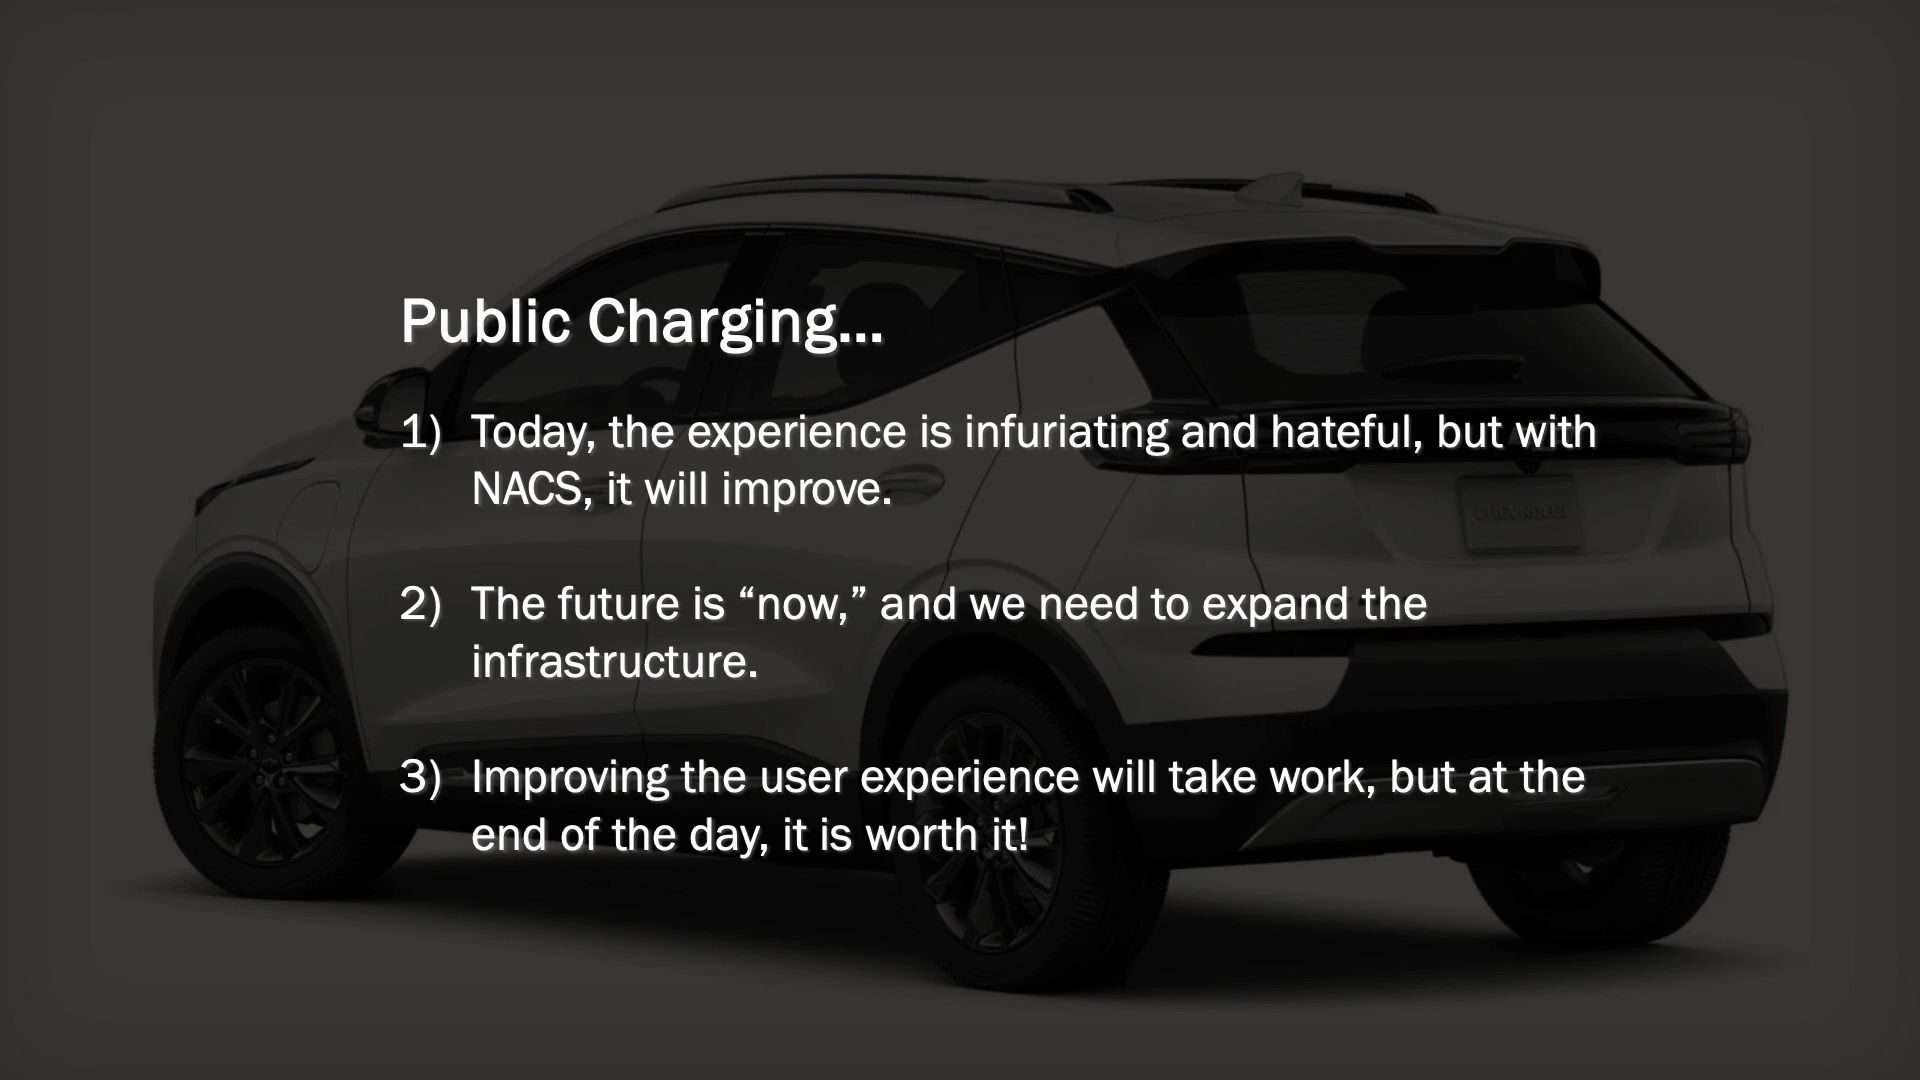 Public Charging...
1) Today, the experience is infuriating and hateful, but with
NACS, it will improve.
2) The future is “now,” and we need to expand the
infrastructure.
3) Improving the user experience will take work, but at the
end of the day, it is worth it!
CHEVROLET